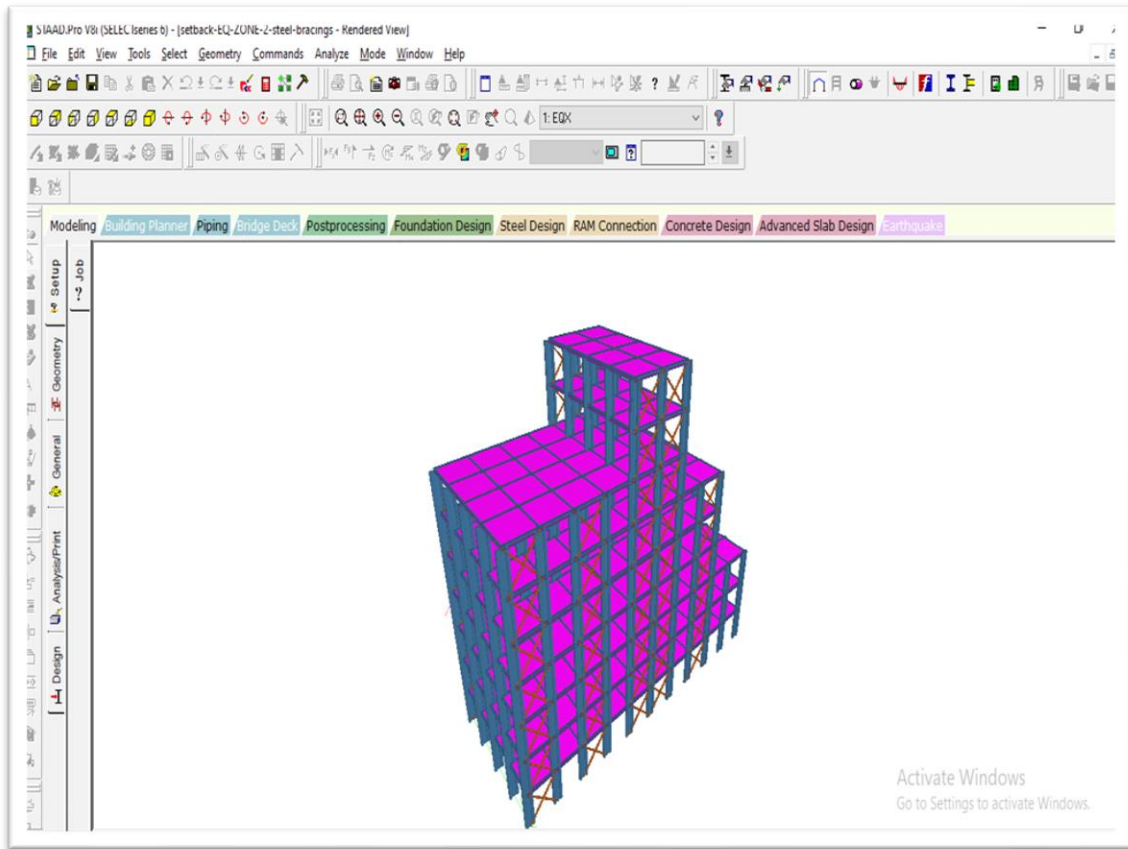 STAAD.Pro V8i (SELECTseries 6) - [setback-EQ-ZONE-2-steel-bracings - Rendered View]
File Edit View Tools Select Geometry Commands Analyze Mode Window Help
1: EQX
Modeling Building Planner Piping Bridge Deck Postprocessing Foundation Design Steel Design RAM Connection Concrete Design Advanced Slab Design Earthquake
Setup
Geometry
General
Analysis/Print
Design
? Job
Activate Windows
Go to Settings to activate Windows.